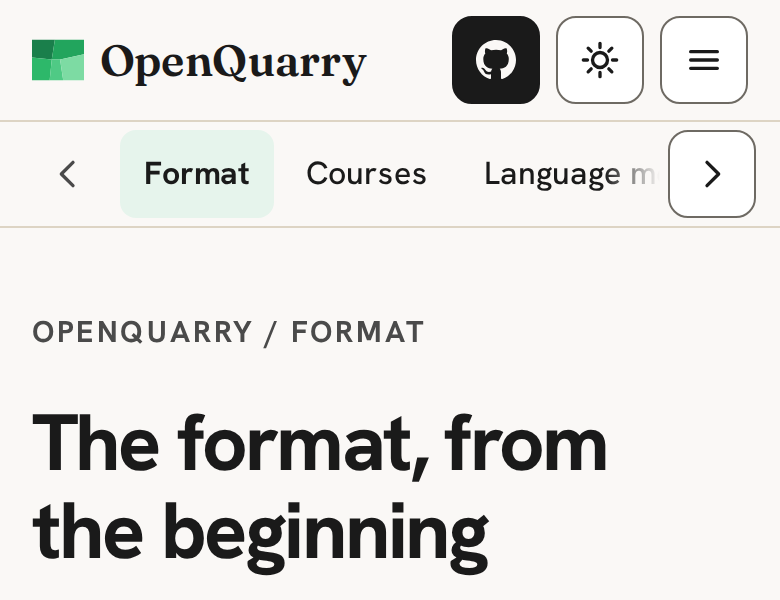 OpenQuarry
Format Courses Language m
OPENQUARRY / FORMAT
The format, from
the beginning